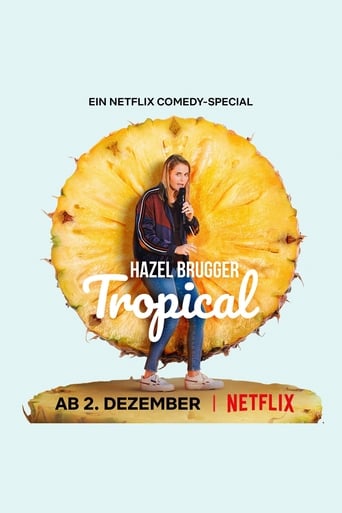 EIN NETFLIX COMEDY-SPECIAL
HAZEL BRUGGER
Tropical
AB 2. DEZEMBER | NETFLIX